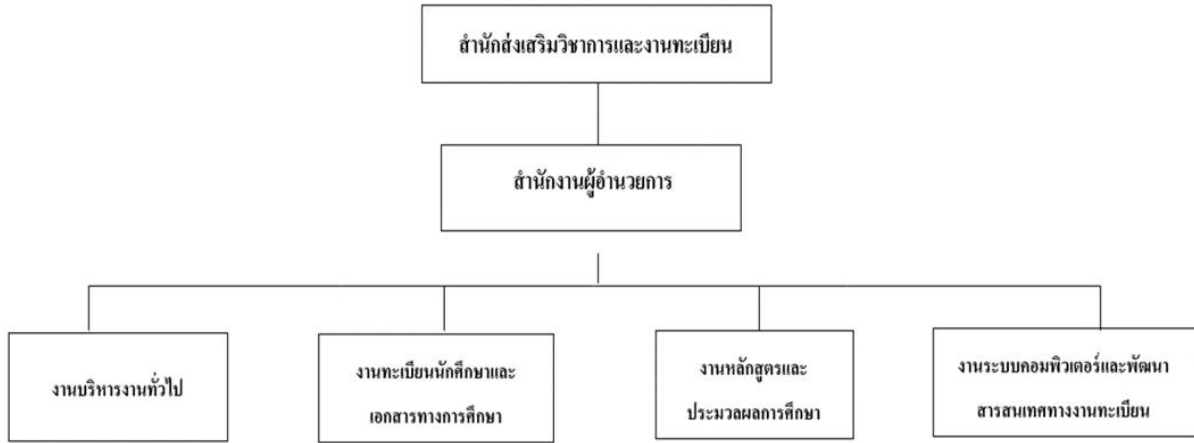 สำนักส่งเสริมวิชาการและงานทะเบียน
สำนักงานผู้อำนวยการ
งานบริหารงานทั่วไป
งานทะเบียนนักศึกษาและ
เอกสารทางการศึกษา
งานหลักสูตรและ
ประมวลผลการศึกษา
งานระบบคอมพิวเตอร์และพัฒนา
สารสนเทศทางงานทะเบียน